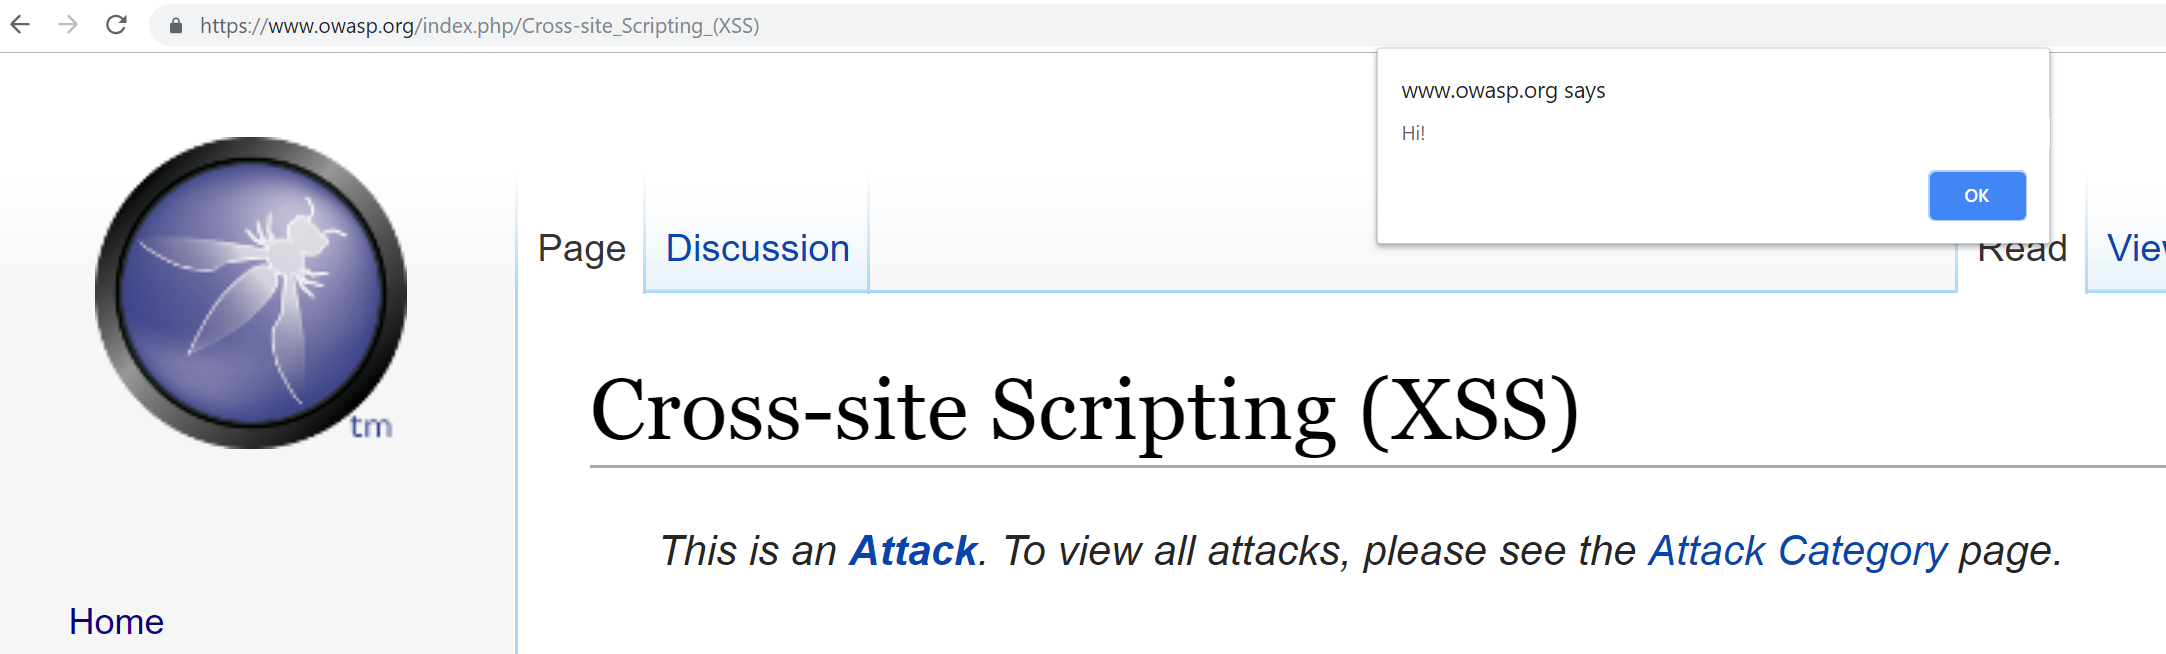 https://www.owasp.org/index.php/Cross-site_Scripting_(XSS)
www.owasp.org says
Hi!
OK
tm
Page
Discussion
Read
Vie
Cross-site Scripting (XSS)
This is an Attack. To view all attacks, please see the Attack Category page.
Home